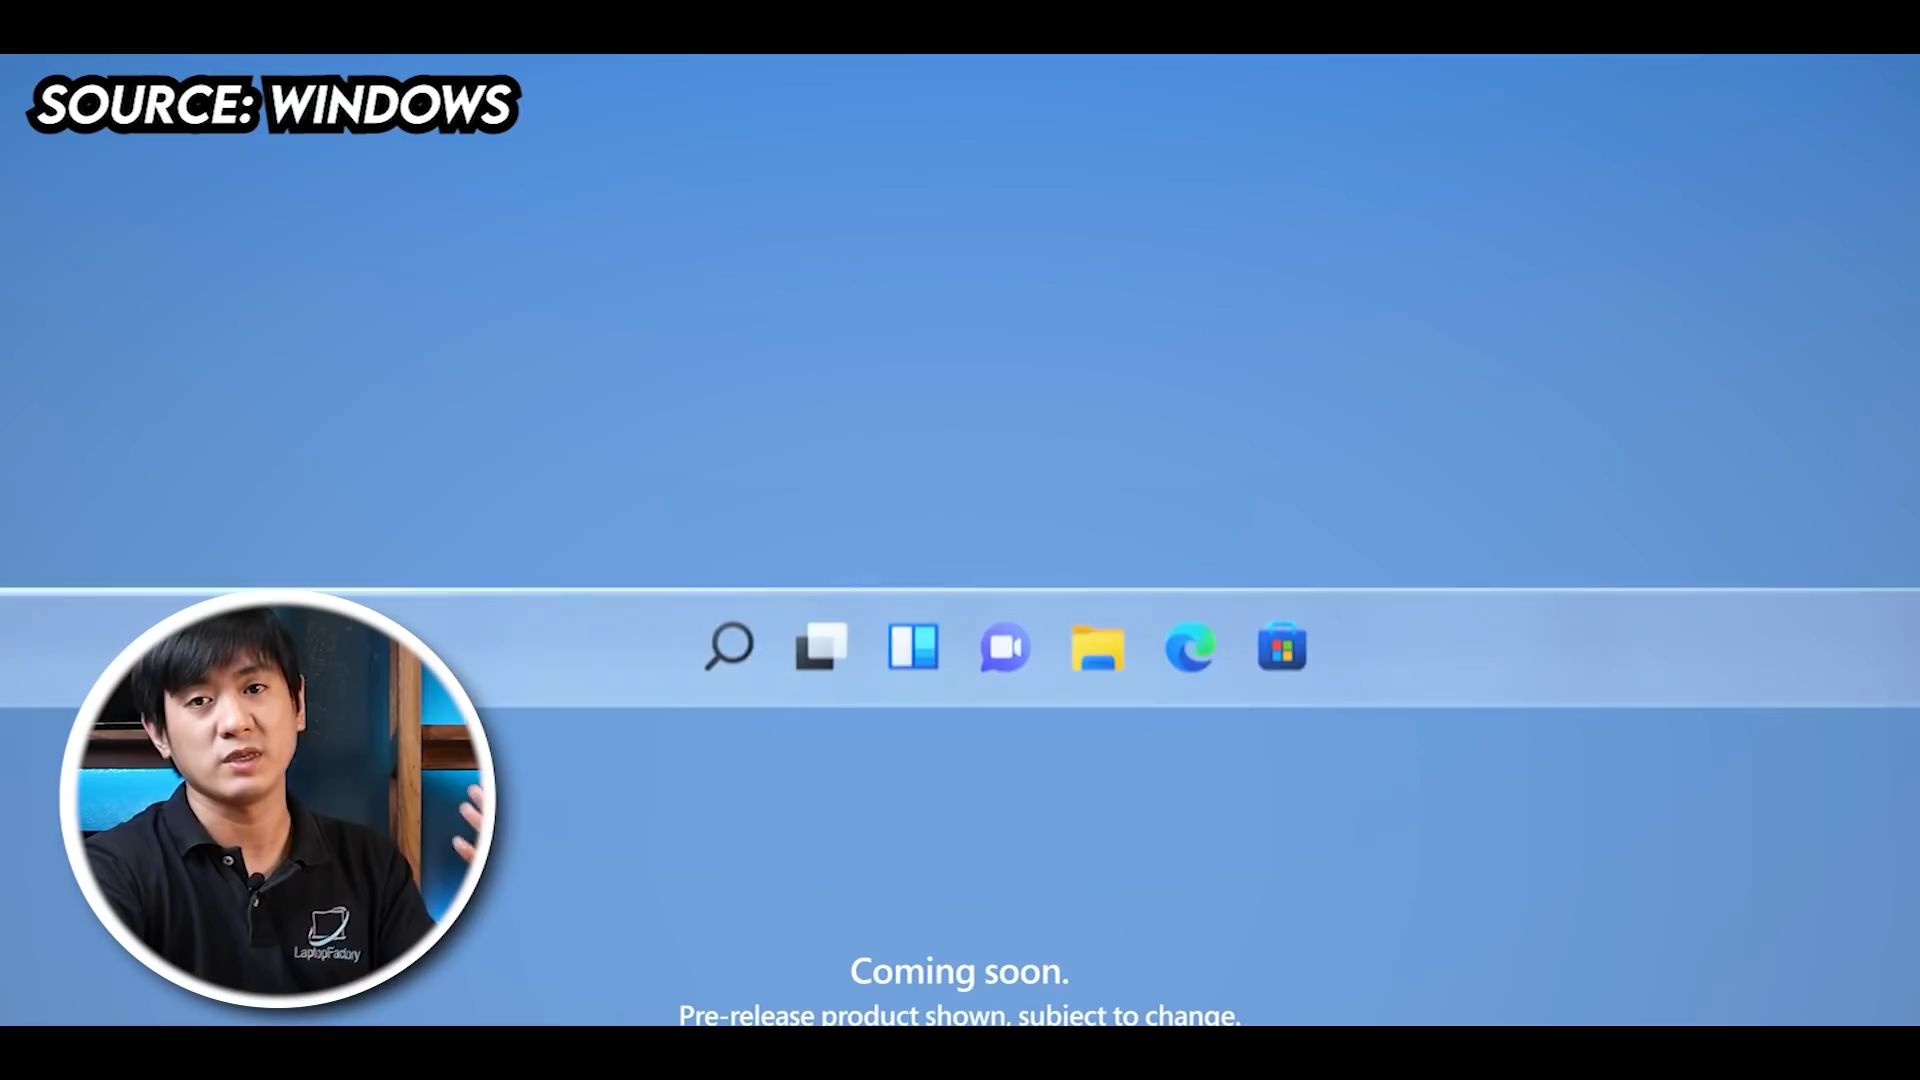 SOURCE: WINDOWS
LaptopFactory
Coming soon.
Pre-release product shown, subject to change.